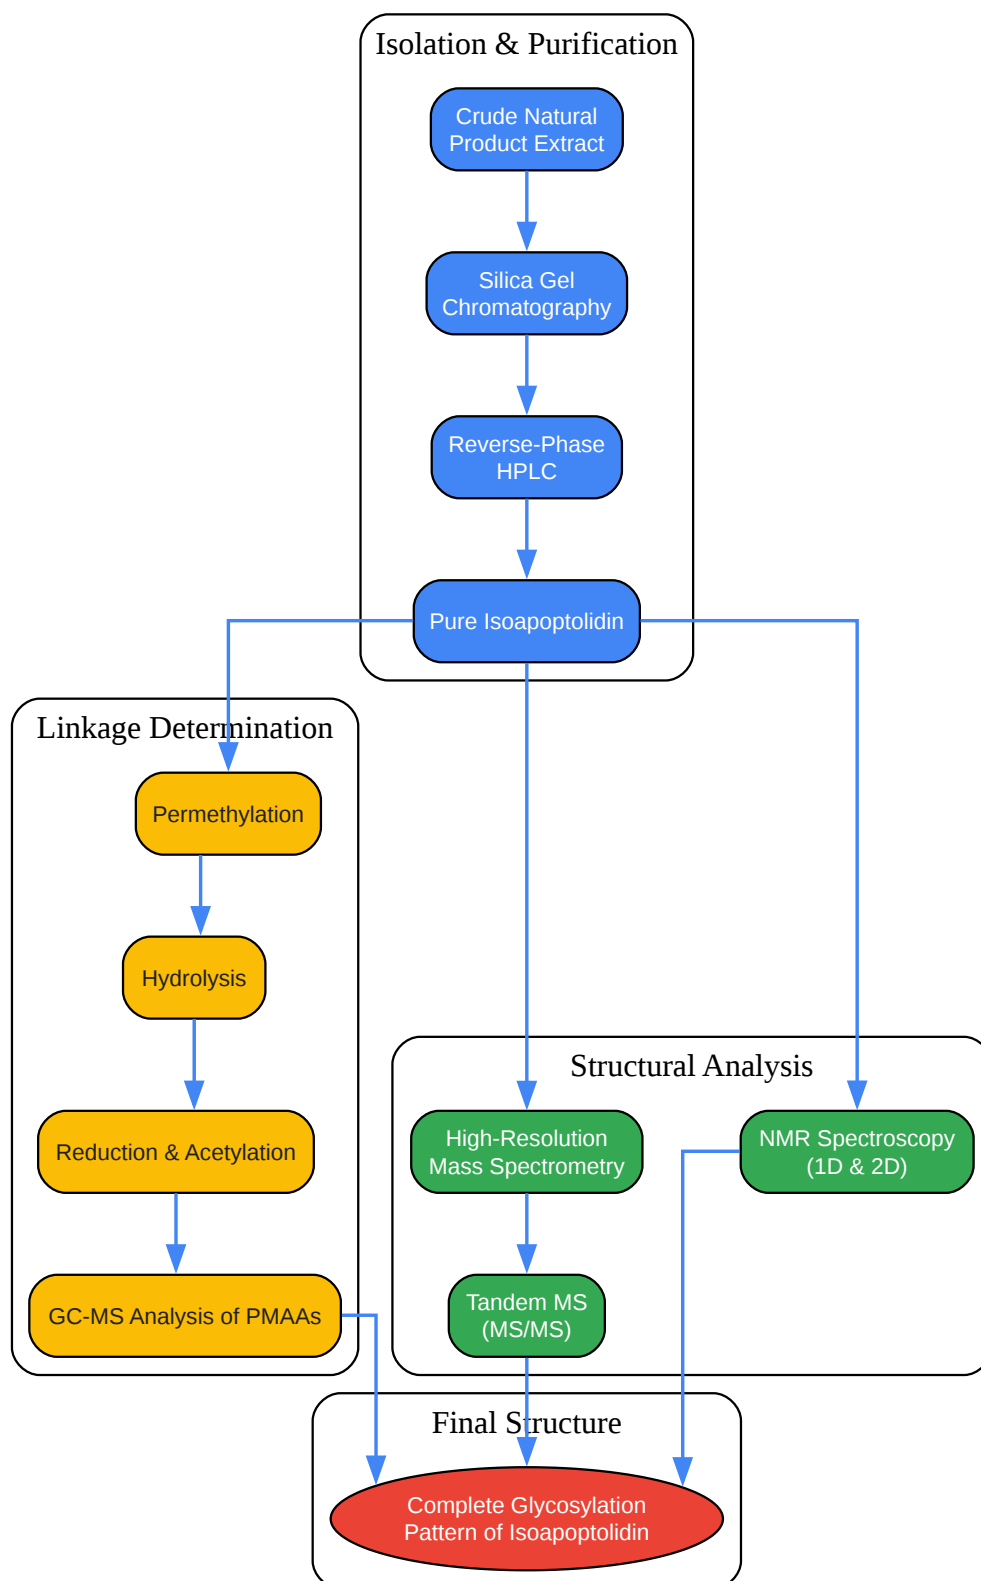 Isolation & Purification
Crude Natural
Product Extract
Silica Gel
Chromatography
Reverse-Phase
HPLC
Pure Isoapoptolidin
Linkage Determination
Permethylation
Hydrolysis
Reduction & Acetylation
GC-MS Analysis of PMAAs
Structural Analysis
High-Resolution
Mass Spectrometry
NMR Spectroscopy
(1D & 2D)
Tandem MS
(MS/MS)
Final Structure
Complete Glycosylation
Pattern of Isoapoptolidin